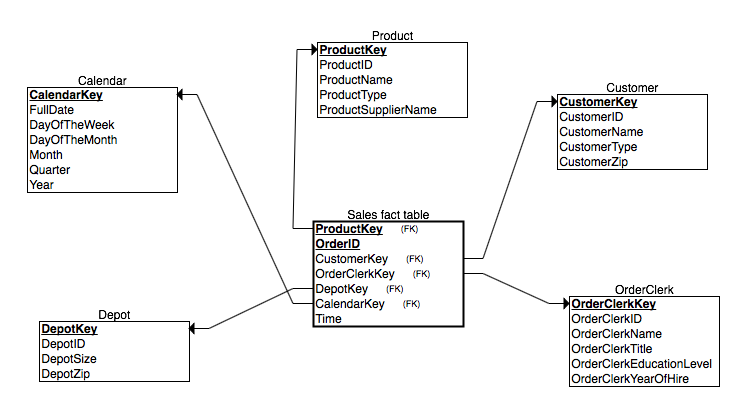 Product
ProductKey
ProductID
ProductName
ProductType
ProductSupplierName
Calendar
CalendarKey
FullDate
DayOfTheWeek
DayOfTheMonth
Month
Quarter
Year
Customer
CustomerKey
CustomerID
CustomerName
CustomerType
CustomerZip
Sales fact table
ProductKey (FK)
OrderID
CustomerKey (FK)
OrderClerkKey (FK)
DepotKey (FK)
CalendarKey (FK)
Time
Depot
DepotKey
DepotID
DepotSize
DepotZip
OrderClerk
OrderClerkKey
OrderClerkID
OrderClerkName
OrderClerkTitle
OrderClerkEducationLevel
OrderClerkYearOfHire